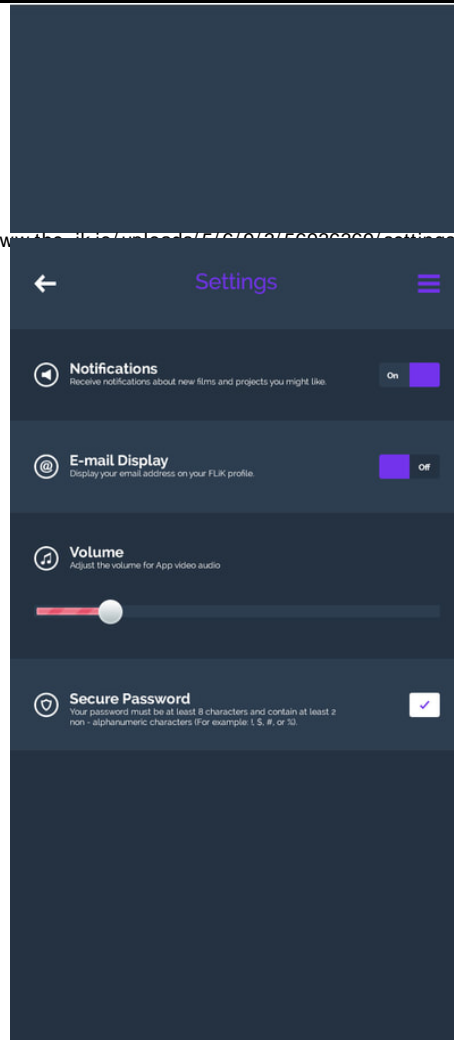 Settings
Notifications
Receive notifications about new films and projects you might like.
On
E-mail Display
Display your email address on your FLiK profile.
Off
Volume
Adjust the volume for App video audio
Secure Password
Your password must be at least 8 characters and contain at least 2
non - alphanumeric characters (For example: !, $, #, or %).